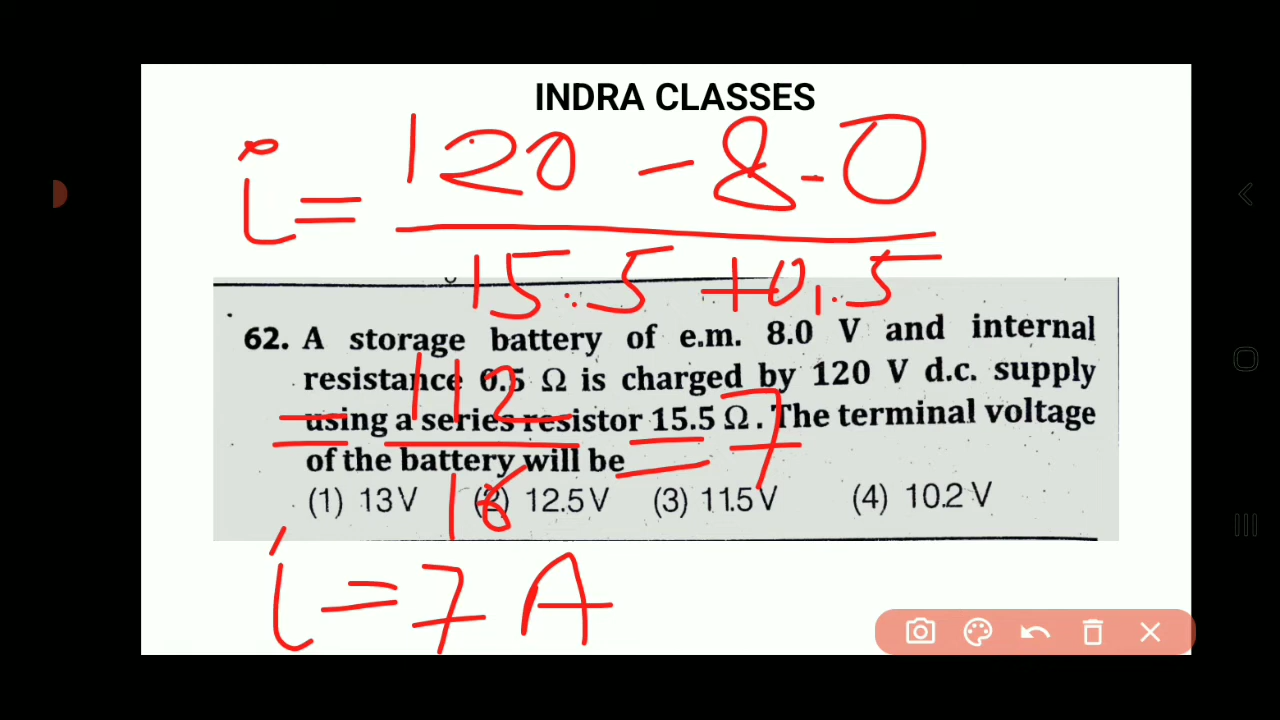 INDRA CLASSES
i = 120 - 8.0
15.5 + 0.5
62. A storage battery of e.m. 8.0 V and internal
resistance 0.5 Ω is charged by 120 V d.c. supply
using a series resistor 15.5 Ω. The terminal voltage
of the battery will be
(1) 13 V (2) 12.5 V (3) 11.5 V (4) 10.2 V
= 112 = 7
16
i = 7 A